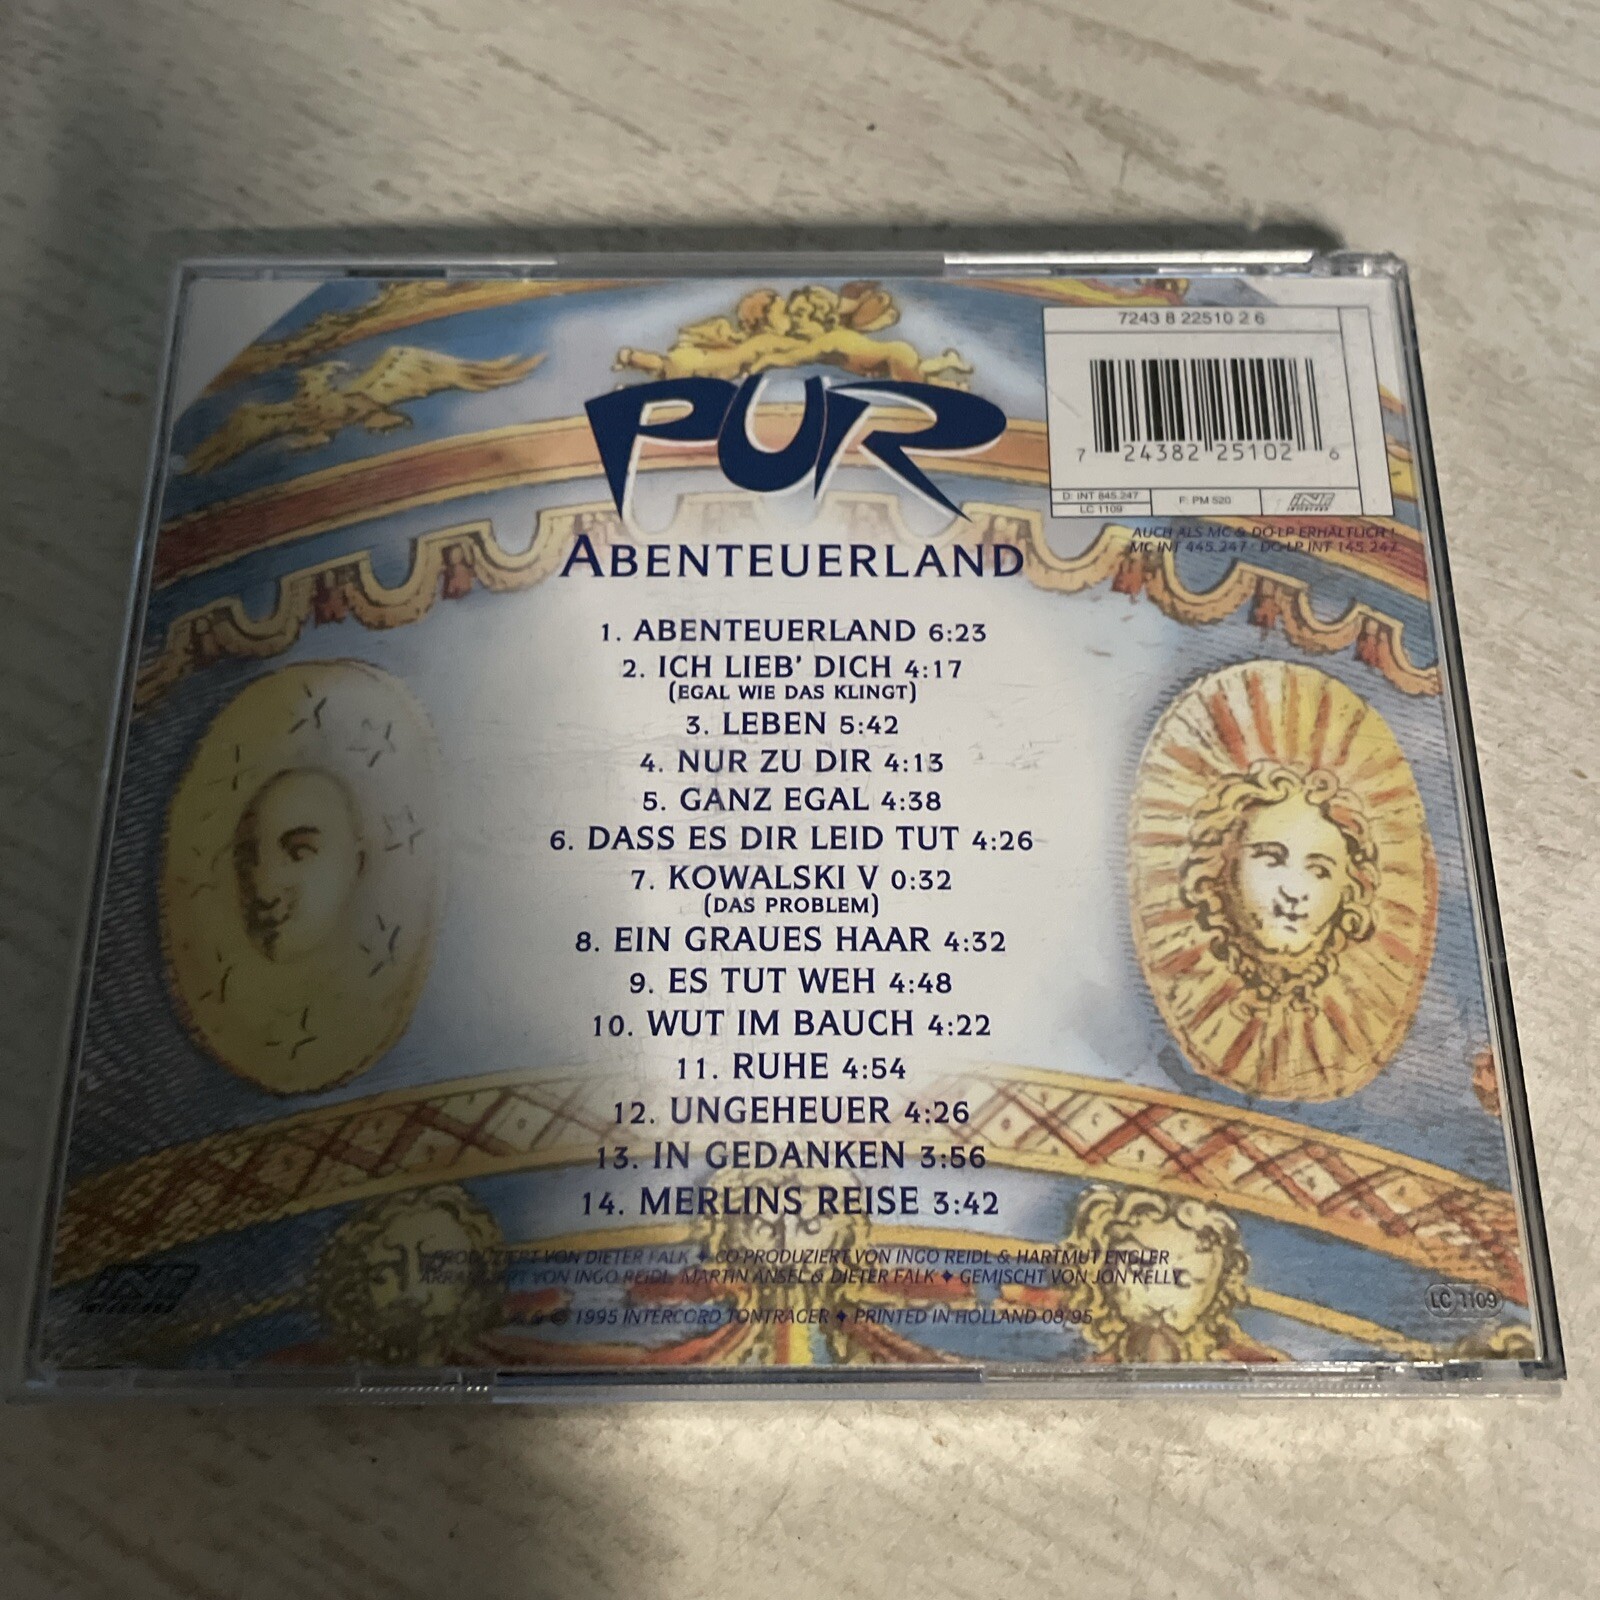 7243 8 22510 2 6
7 24382 25102 6
D: INT 845.247
LC 1109
F: PM 520
INT
INTERCORD
AUCH ALS MC & DO-LP ERHÄLTLICH !
MC INT 445.247 · DO-LP INT 145.247
PUR
ABENTEUERLAND
1. ABENTEUERLAND 6:23
2. ICH LIEB' DICH 4:17
(EGAL WIE DAS KLINGT)
3. LEBEN 5:42
4. NUR ZU DIR 4:13
5. GANZ EGAL 4:38
6. DASS ES DIR LEID TUT 4:26
7. KOWALSKI V 0:32
(DAS PROBLEM)
8. EIN GRAUES HAAR 4:32
9. ES TUT WEH 4:48
10. WUT IM BAUCH 4:22
11. RUHE 4:54
12. UNGEHEUER 4:26
13. IN GEDANKEN 3:56
14. MERLINS REISE 3:42
PRODUZIERT VON DIETER FALK ✦ CO-PRODUZIERT VON INGO REIDL & HARTMUT ENGLER
ARRANGIERT VON INGO REIDL, MARTIN ANSEL & DIETER FALK ✦ GEMISCHT VON JON KELLY
& © 1995 INTERCORD TONTRÄGER ✦ PRINTED IN HOLLAND 08/95
INT
INTERCORD
LC 1109